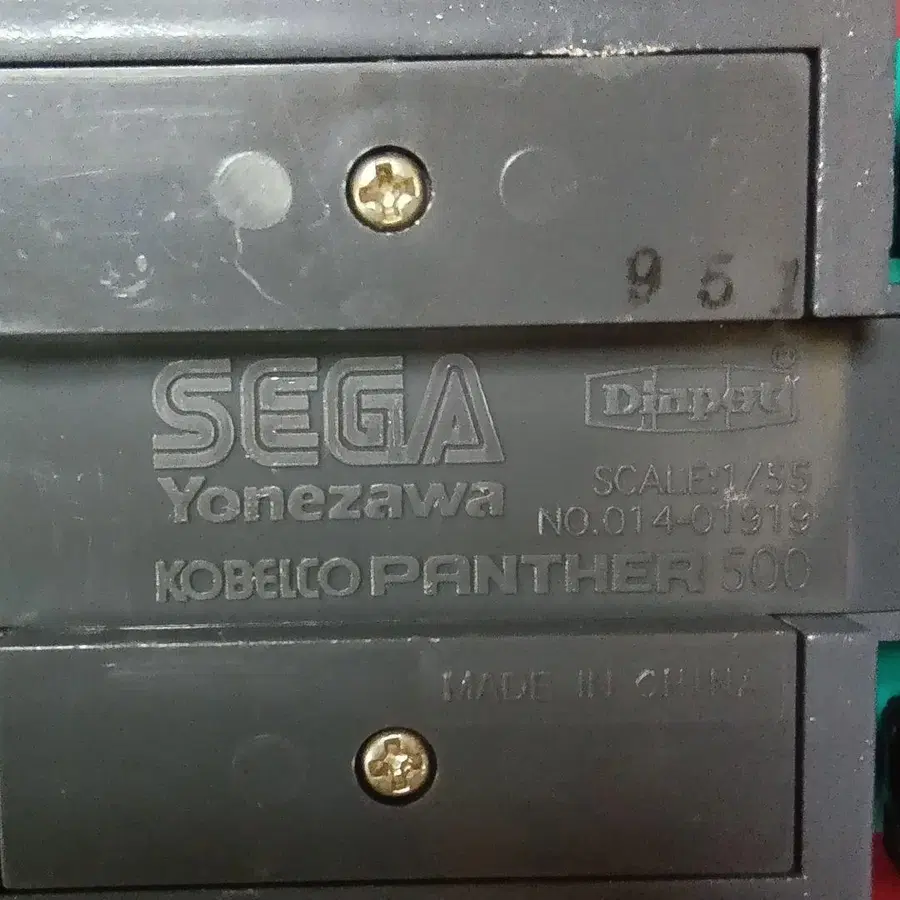 951
SEGA
Yonezawa
Diapet®
SCALE:1/55
NO.014-01919
KOBELCO PANTHER 500
MADE IN CHINA